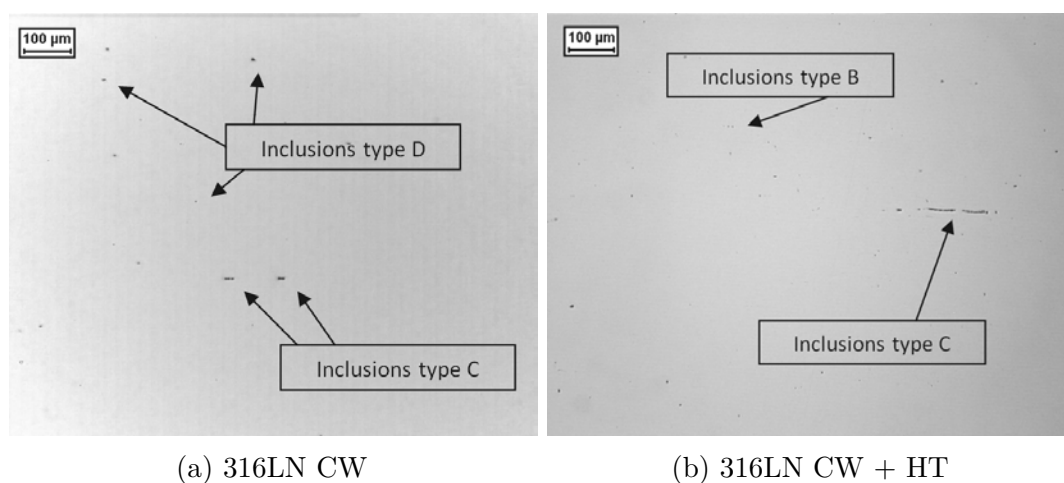 100 µm
Inclusions type D
Inclusions type C
100 µm
Inclusions type B
Inclusions type C
(a) 316LN CW
(b) 316LN CW + HT